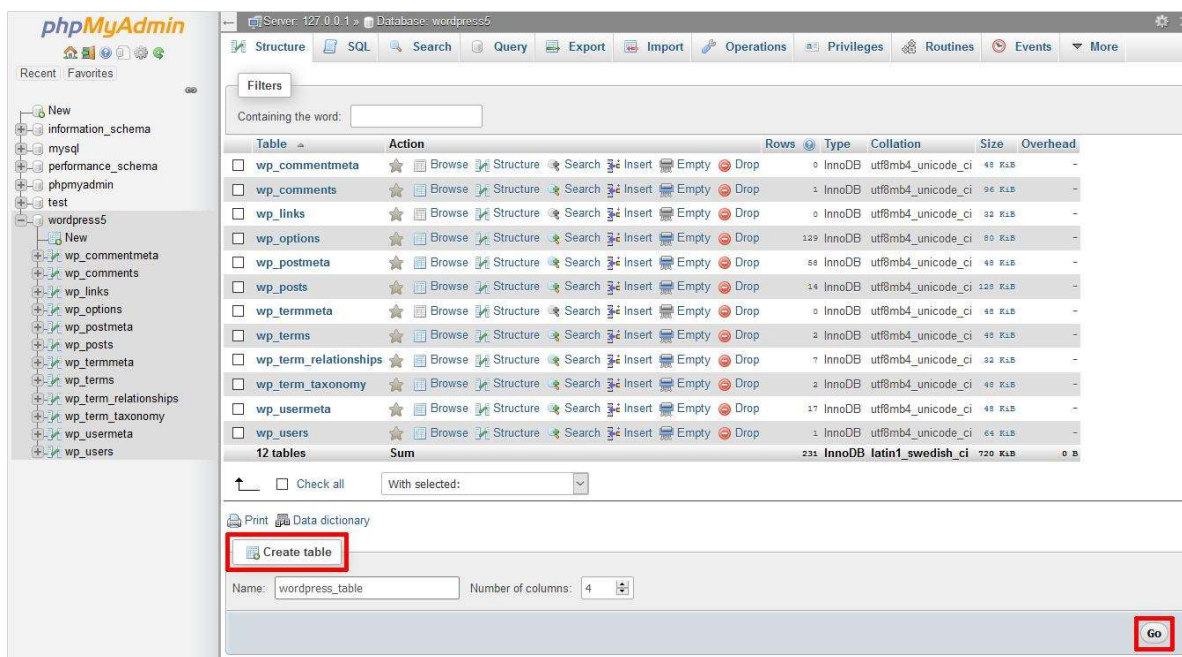 phpMyAdmin
Recent Favorites
New
information_schema
mysql
performance_schema
phpmyadmin
test
wordpress5
New
wp_commentmeta
wp_comments
wp_links
wp_options
wp_postmeta
wp_posts
wp_termmeta
wp_terms
wp_term_relationships
wp_term_taxonomy
wp_usermeta
wp_users
Server: 127.0.0.1 » Database: wordpress5
Structure SQL Search Query Export Import Operations Privileges Routines Events More
Filters
Containing the word:
Table Action Rows Type Collation Size Overhead
wp_commentmeta Browse Structure Search Insert Empty Drop 0 InnoDB utf8mb4_unicode_ci 48 KiB -
wp_comments Browse Structure Search Insert Empty Drop 1 InnoDB utf8mb4_unicode_ci 96 KiB -
wp_links Browse Structure Search Insert Empty Drop 0 InnoDB utf8mb4_unicode_ci 32 KiB -
wp_options Browse Structure Search Insert Empty Drop 129 InnoDB utf8mb4_unicode_ci 80 KiB -
wp_postmeta Browse Structure Search Insert Empty Drop 58 InnoDB utf8mb4_unicode_ci 48 KiB -
wp_posts Browse Structure Search Insert Empty Drop 14 InnoDB utf8mb4_unicode_ci 128 KiB -
wp_termmeta Browse Structure Search Insert Empty Drop 0 InnoDB utf8mb4_unicode_ci 48 KiB -
wp_terms Browse Structure Search Insert Empty Drop 2 InnoDB utf8mb4_unicode_ci 48 KiB -
wp_term_relationships Browse Structure Search Insert Empty Drop 7 InnoDB utf8mb4_unicode_ci 32 KiB -
wp_term_taxonomy Browse Structure Search Insert Empty Drop 2 InnoDB utf8mb4_unicode_ci 48 KiB -
wp_usermeta Browse Structure Search Insert Empty Drop 17 InnoDB utf8mb4_unicode_ci 48 KiB -
wp_users Browse Structure Search Insert Empty Drop 1 InnoDB utf8mb4_unicode_ci 64 KiB -
12 tables Sum 231 InnoDB latin1_swedish_ci 720 KiB 0 B
Check all With selected:
Print Data dictionary
Create table
Name: wordpress_table Number of columns: 4
Go